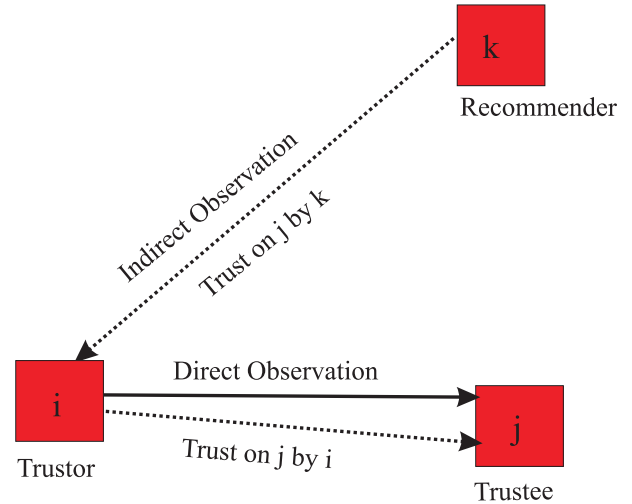 k
Recommender
Indirect Observation
Trust on j by k
Direct Observation
i
j
Trust on j by i
Trustor
Trustee